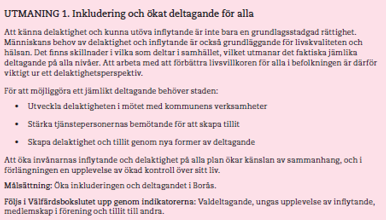 UTMANING 1. Inkludering och ökat deltagande för alla
Att känna delaktighet och kunna utöva inflytande är inte bara en grundlagsstadgad rättighet.
Människans behov av delaktighet och inflytande är också grundläggande för livskvaliteten och
hälsan. Det finns skillnader i vilka som deltar i samhället, vilket utmanar det faktiska jämlika
deltagande på alla nivåer. Att arbeta med att förbättra livsvillkoren för alla i befolkningen är därför
viktigt ur ett delaktighetsperspektiv.
För att möjliggöra ett jämlikt deltagande behöver staden:
• Utveckla delaktigheten i mötet med kommunens verksamheter
• Stärka tjänstepersonernas bemötande för att skapa tillit
• Skapa delaktighet och tillit genom nya former av deltagande
Att öka invånarnas inflytande och delaktighet på alla plan ökar känslan av sammanhang, och i
förlängningen en upplevelse av ökad kontroll över sitt liv.
Målsättning: Öka inkluderingen och deltagandet i Borås.
Följs i Välfärdsbokslutet upp genom indikatorerna: Valdeltagande, ungas upplevelse av inflytande,
medlemskap i förening och tillit till andra.